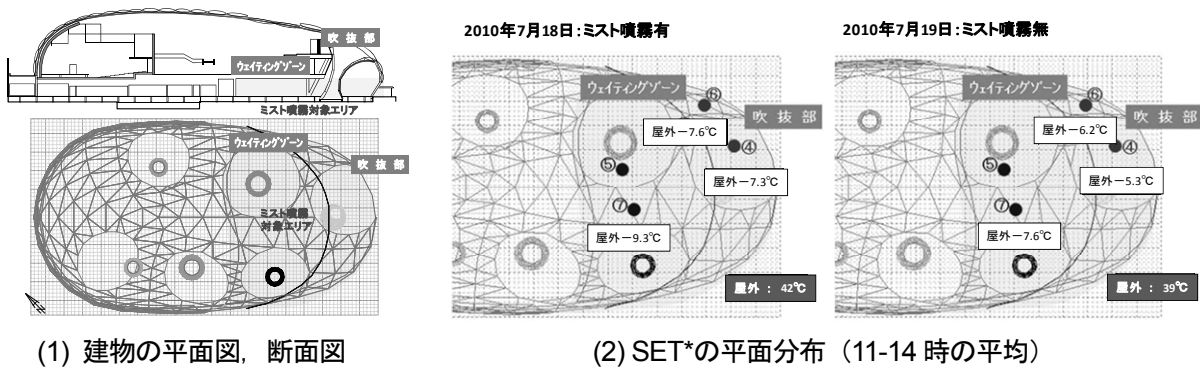 吹 抜 部
ウェイティングゾーン
ミスト噴霧対象エリア
ウェイティングゾーン
吹 抜 部
ミスト噴霧
対象エリア
(1) 建物の平面図，断面図
2010年7月18日：ミスト噴霧有
ウェイティングゾーン
⑥
吹 抜 部
屋外－7.6℃
④
⑤
屋外－7.3℃
⑦
屋外－9.3℃
屋外 ： 42℃
2010年7月19日：ミスト噴霧無
ウェイティングゾーン
⑥
吹 抜 部
屋外－6.2℃
④
⑤
屋外－5.3℃
⑦
屋外－7.6℃
屋外 ： 39℃
(2) SET*の平面分布（11-14 時の平均）